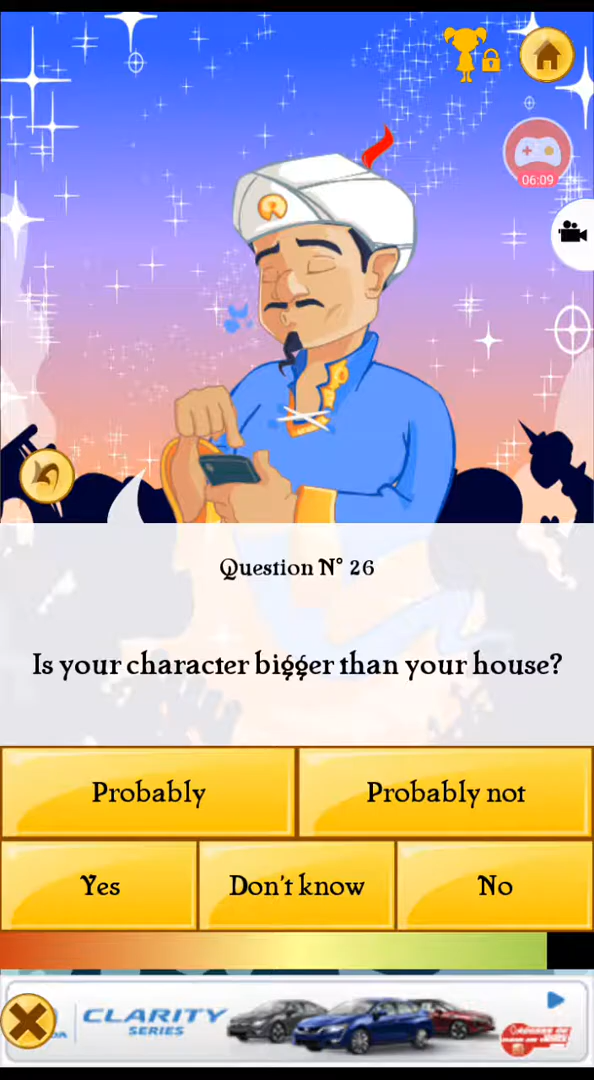 06:09
Question N° 26
Is your character bigger than your house?
Probably
Probably not
Yes
Don't know
No
CLARITY
SERIES